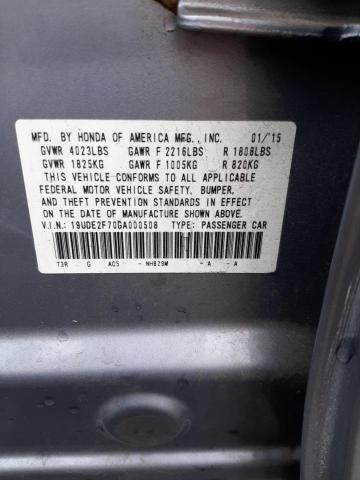 MFD. BY HONDA OF AMERICA MFG., INC. 01/'15
GVWR 4023LBS GAWR F 2216LBS R 1808LBS
GVWR 1825KG GAWR F 1005KG R 820KG
THIS VEHICLE CONFORMS TO ALL APPLICABLE
FEDERAL MOTOR VEHICLE SAFETY, BUMPER,
AND THEFT PREVENTION STANDARDS IN EFFECT
ON THE DATE OF MANUFACTURE SHOWN ABOVE.
V.I.N.: 19UDE2F70GA000508 TYPE: PASSENGER CAR
T3R G AC5 - NH829M - A - A